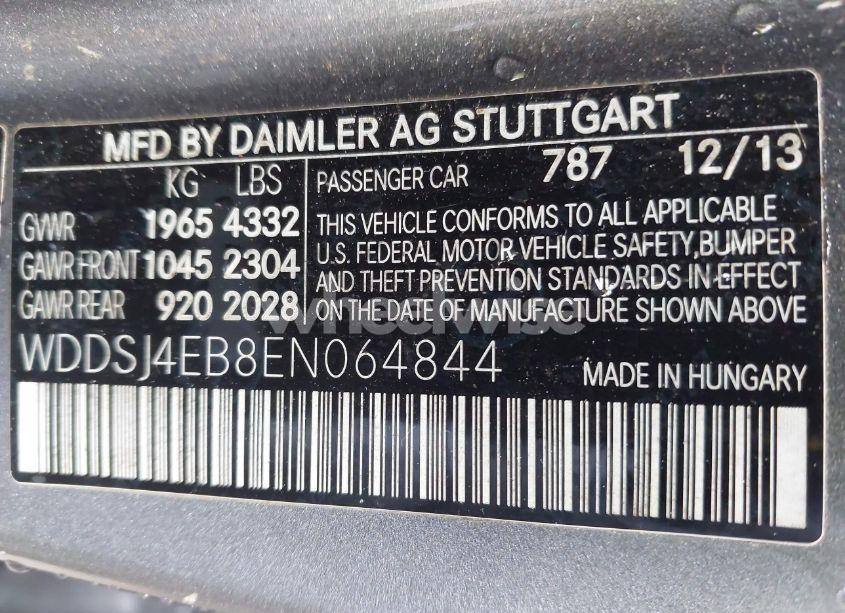 MFD BY DAIMLER AG STUTTGART
KG LBS
GVWR 1965 4332
GAWR FRONT 1045 2304
GAWR REAR 920 2028
PASSENGER CAR 787 12/13
THIS VEHICLE CONFORMS TO ALL APPLICABLE
U.S. FEDERAL MOTOR VEHICLE SAFETY, BUMPER
AND THEFT PREVENTION STANDARDS IN EFFECT
ON THE DATE OF MANUFACTURE SHOWN ABOVE
wheelwise
WDDSJ4EB8EN064844
MADE IN HUNGARY